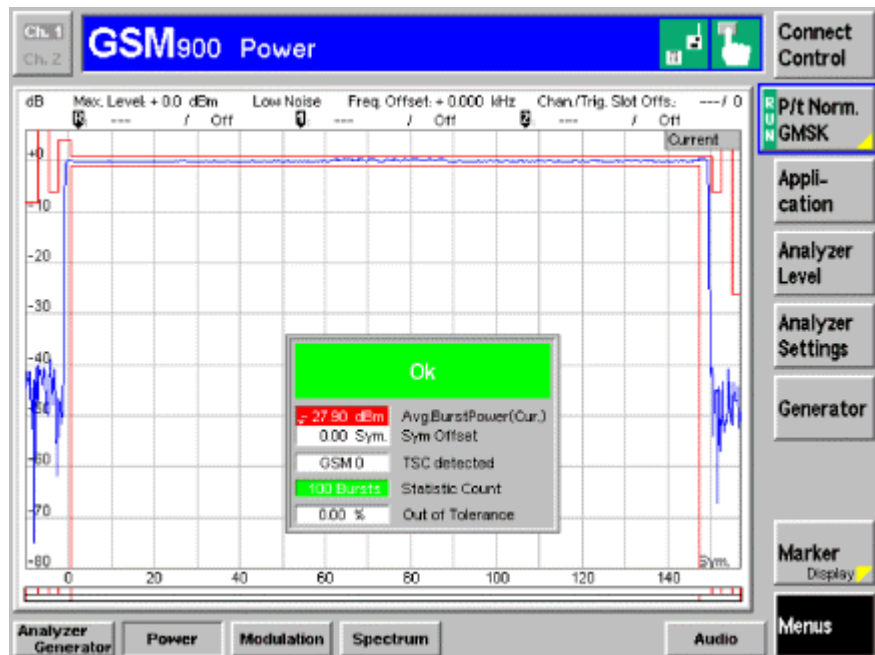 Ch. 1
Ch. 2
GSM900 Power
Connect
Control
dB Max. Level: + 0.0 dBm Low Noise Freq. Offset: + 0.000 kHz Chan./Trig. Slot Offs.: ---/ 0
--- / Off --- / Off --- / Off
RUN
P/t Norm.
GMSK
Current
+0
-10
-20
-30
-40
-60
-70
-80
0 20 40 60 80 100 120 140
Sym.
Ok
- 27.90 dBm Avg.BurstPower(Cur.)
0.00 Sym. Sym Offset
GSM 0 TSC detected
100 Bursts Statistic Count
0.00 % Out of Tolerance
Appli-
cation
Analyzer
Level
Analyzer
Settings
Generator
Marker
Display
Menus
Analyzer
Generator
Power
Modulation
Spectrum
Audio